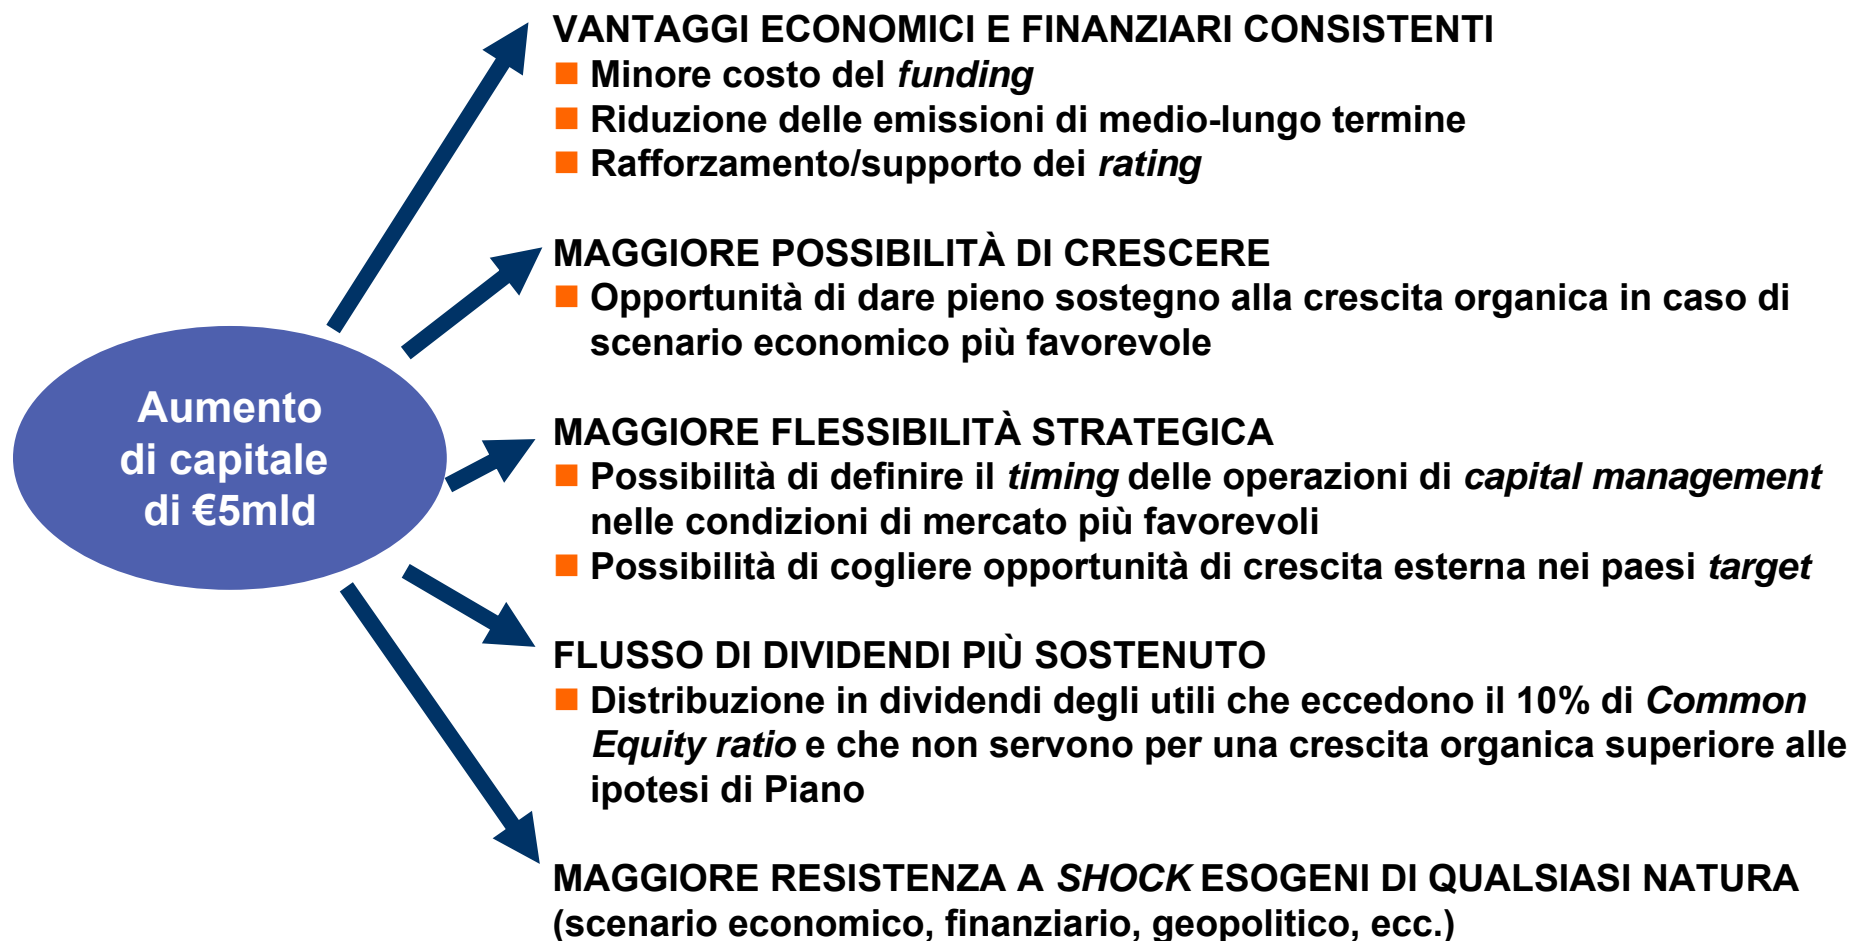 VANTAGGI ECONOMICI E FINANZIARI CONSISTENTI
Minore costo del funding
Riduzione delle emissioni di medio-lungo termine
Rafforzamento/supporto dei rating
MAGGIORE POSSIBILITÀ DI CRESCERE
Opportunità di dare pieno sostegno alla crescita organica in caso di
scenario economico più favorevole
Aumento
di capitale
di €5mld
MAGGIORE FLESSIBILITÀ STRATEGICA
Possibilità di definire il timing delle operazioni di capital management
nelle condizioni di mercato più favorevoli
Possibilità di cogliere opportunità di crescita esterna nei paesi target
FLUSSO DI DIVIDENDI PIÙ SOSTENUTO
Distribuzione in dividendi degli utili che eccedono il 10% di Common
Equity ratio e che non servono per una crescita organica superiore alle
ipotesi di Piano
MAGGIORE RESISTENZA A SHOCK ESOGENI DI QUALSIASI NATURA
(scenario economico, finanziario, geopolitico, ecc.)